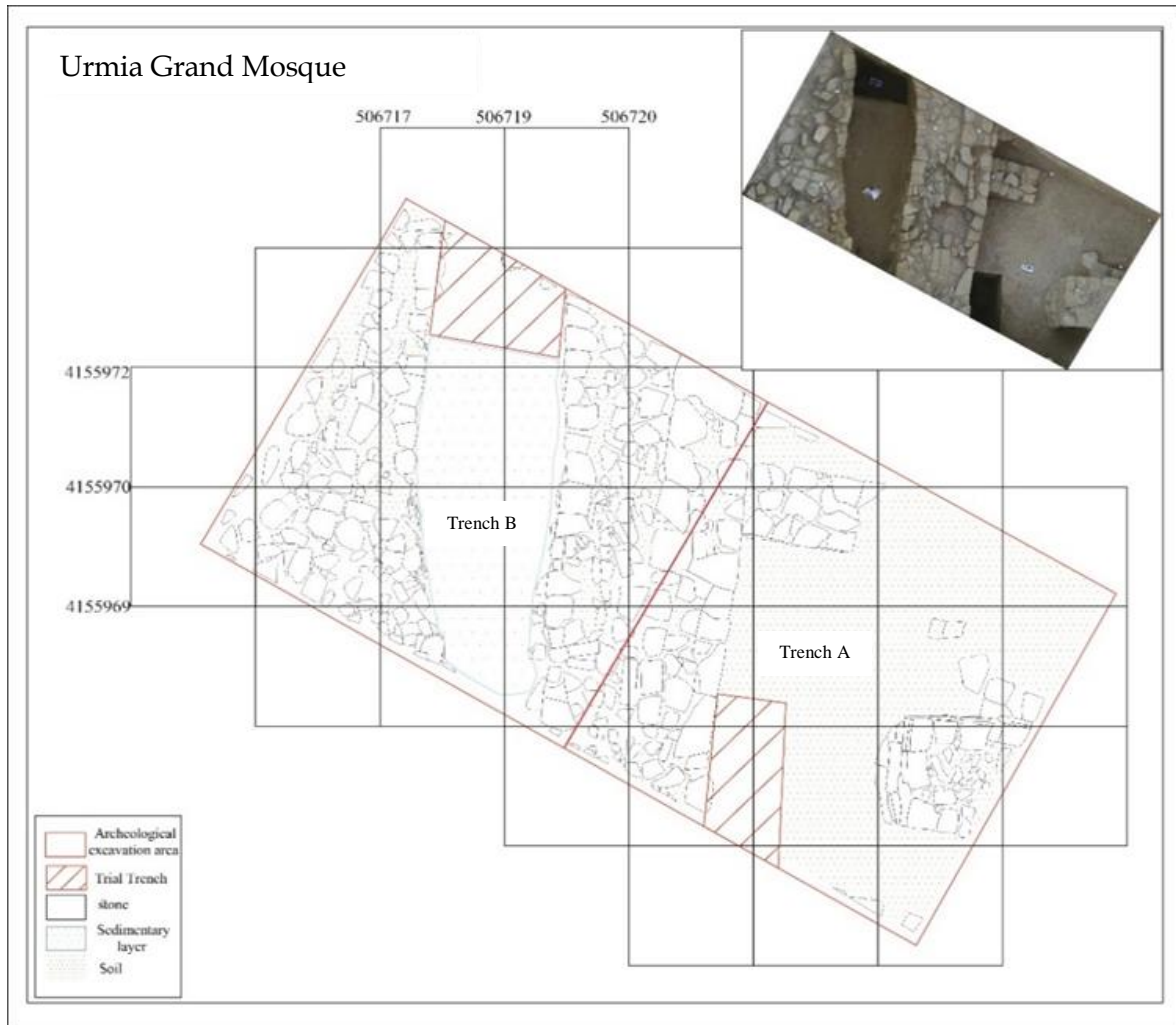 Urmia Grand Mosque
506717
506719
506720
4155972
4155970
4155969
Trench B
Trench A
Archeological
excavation area
Trial Trench
stone
Sedimentary
layer
Soil